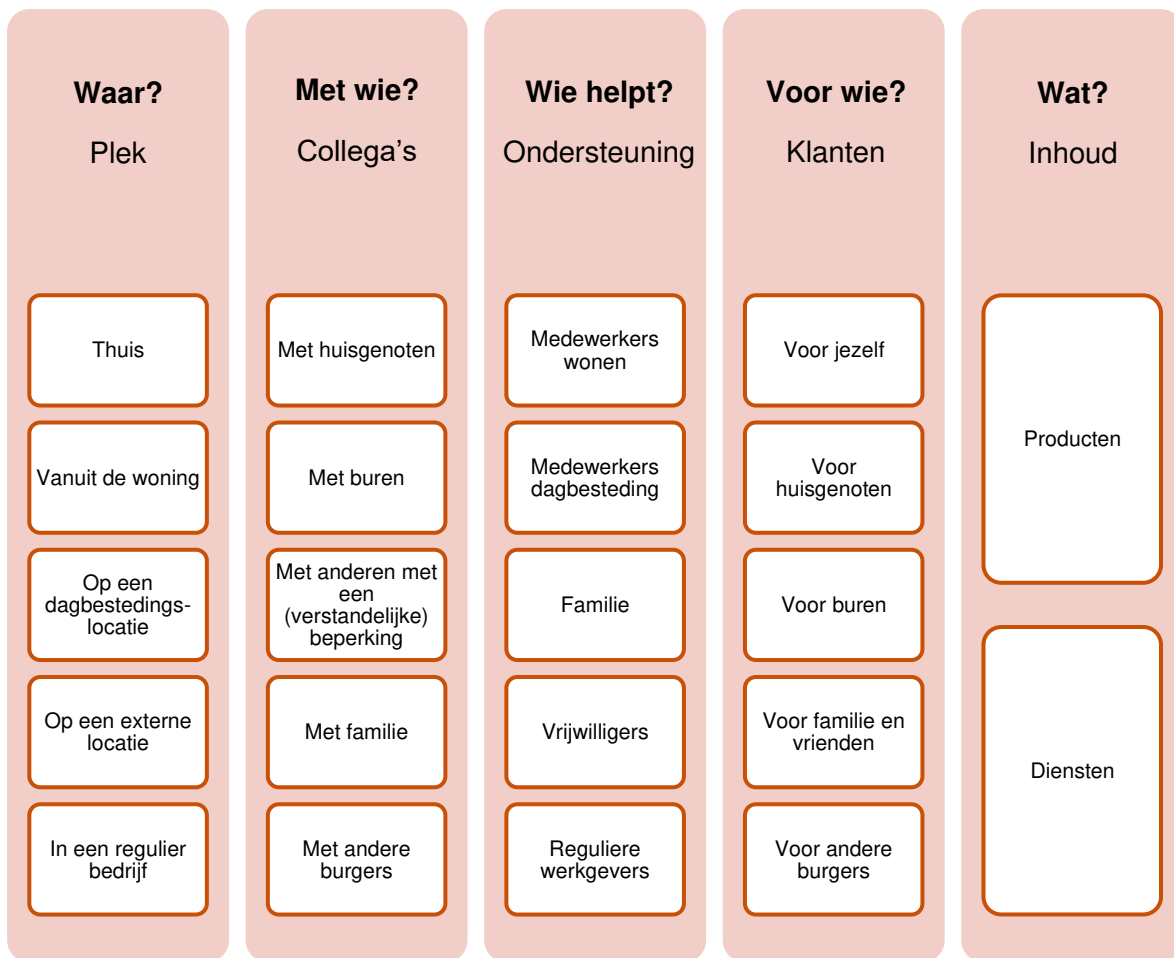 Waar?
Plek
Thuis
Vanuit de woning
Op een
dagbestedings-
locatie
Op een externe
locatie
In een regulier
bedrijf
Met wie?
Collega's
Met huisgenoten
Met buren
Met anderen met
een
(verstandelijke)
beperking
Met familie
Met andere
burgers
Wie helpt?
Ondersteuning
Medewerkers
wonen
Medewerkers
dagbesteding
Familie
Vrijwilligers
Reguliere
werkgevers
Voor wie?
Klanten
Voor jezelf
Voor
huisgenoten
Voor buren
Voor familie en
vrienden
Voor andere
burgers
Wat?
Inhoud
Producten
Diensten